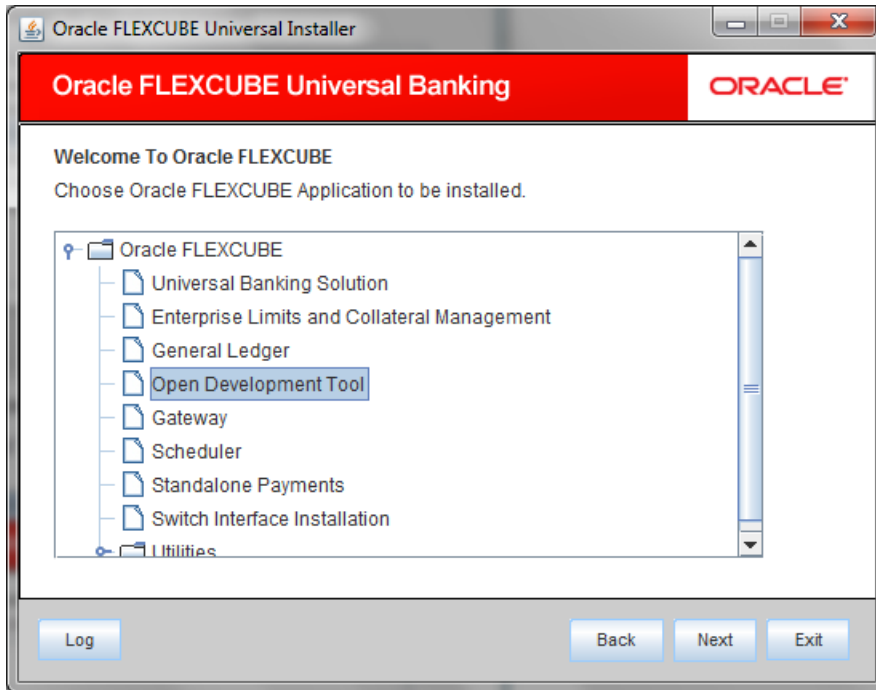 Oracle FLEXCUBE Universal Installer
Oracle FLEXCUBE Universal Banking
ORACLE
Welcome To Oracle FLEXCUBE
Choose Oracle FLEXCUBE Application to be installed.
Oracle FLEXCUBE
Universal Banking Solution
Enterprise Limits and Collateral Management
General Ledger
Open Development Tool
Gateway
Scheduler
Standalone Payments
Switch Interface Installation
Utilities
Log
Back
Next
Exit